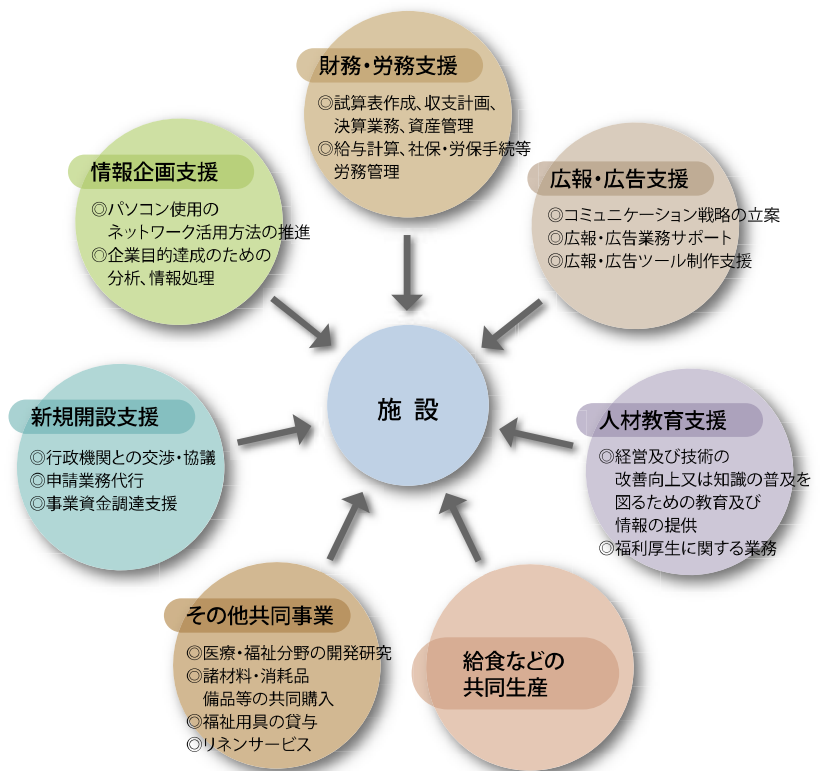 財務・労務支援
◎試算表作成、収支計画、
決算業務、資産管理
◎給与計算、社保・労保手続等
労務管理
情報企画支援
◎パソコン使用の
ネットワーク活用方法の推進
◎企業目的達成のための
分析、情報処理
広報・広告支援
◎コミュニケーション戦略の立案
◎広報・広告業務サポート
◎広報・広告ツール制作支援
施 設
新規開設支援
◎行政機関との交渉・協議
◎申請業務代行
◎事業資金調達支援
人材教育支援
◎経営及び技術の
改善向上又は知識の普及を
図るための教育及び
情報の提供
◎福利厚生に関する業務
その他共同事業
◎医療・福祉分野の開発研究
◎諸材料・消耗品
備品等の共同購入
◎福祉用具の貸与
◎リネンサービス
給食などの
共同生産